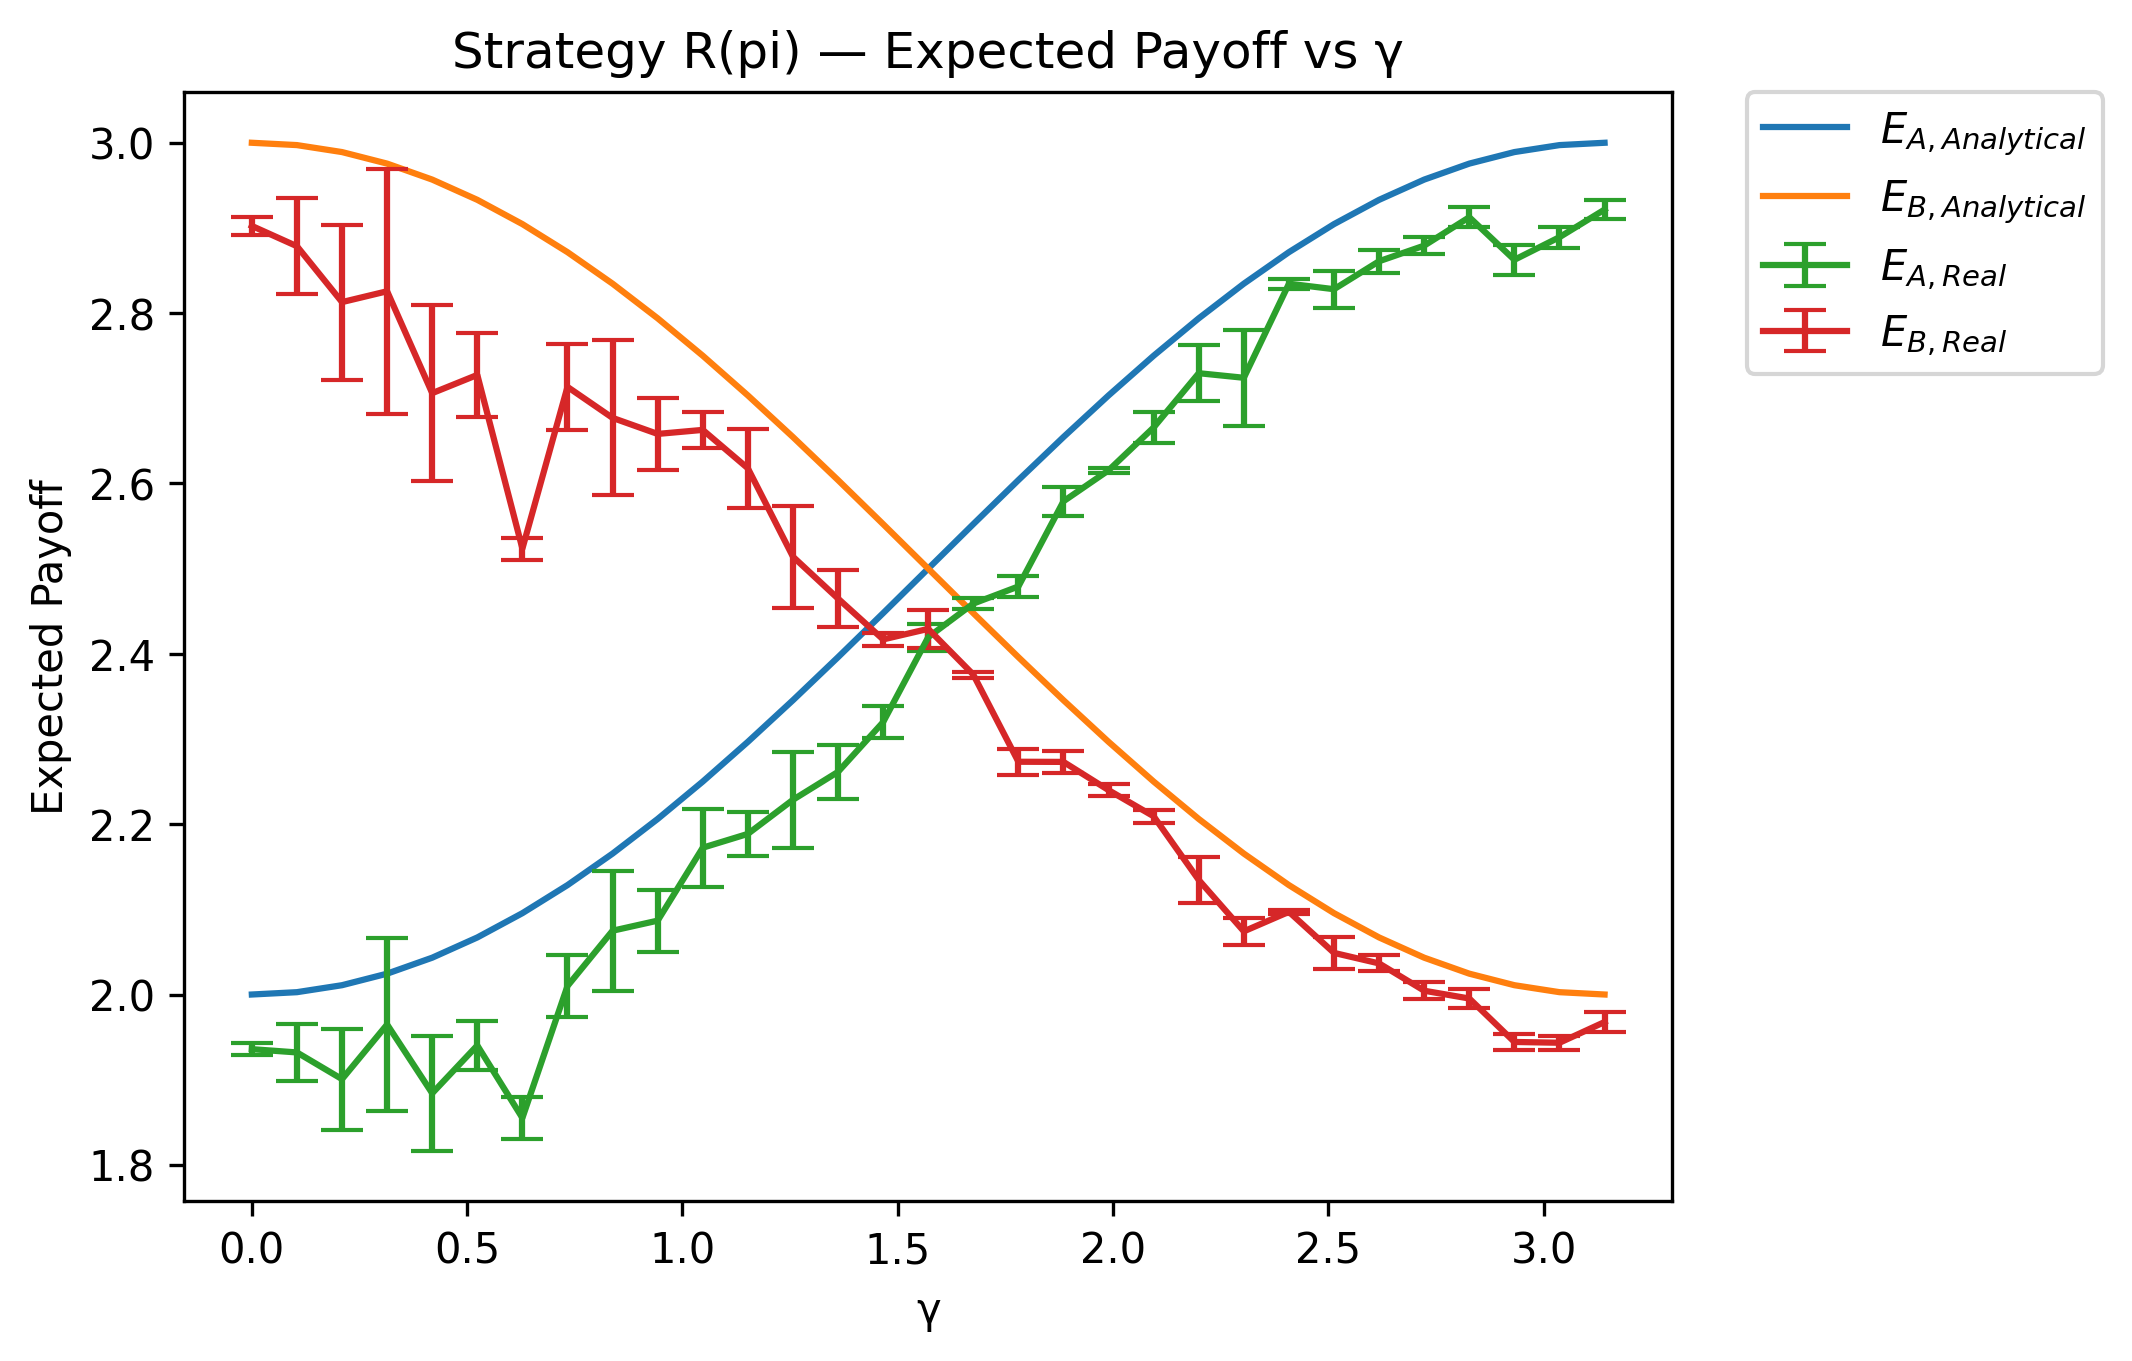 Strategy R(pi) — Expected Payoff vs γ
Expected Payoff
3.0
2.8
2.6
2.4
2.2
2.0
1.8
0.0 0.5 1.0 1.5 2.0 2.5 3.0
γ
E_{A, Analytical}
E_{B, Analytical}
E_{A, Real}
E_{B, Real}